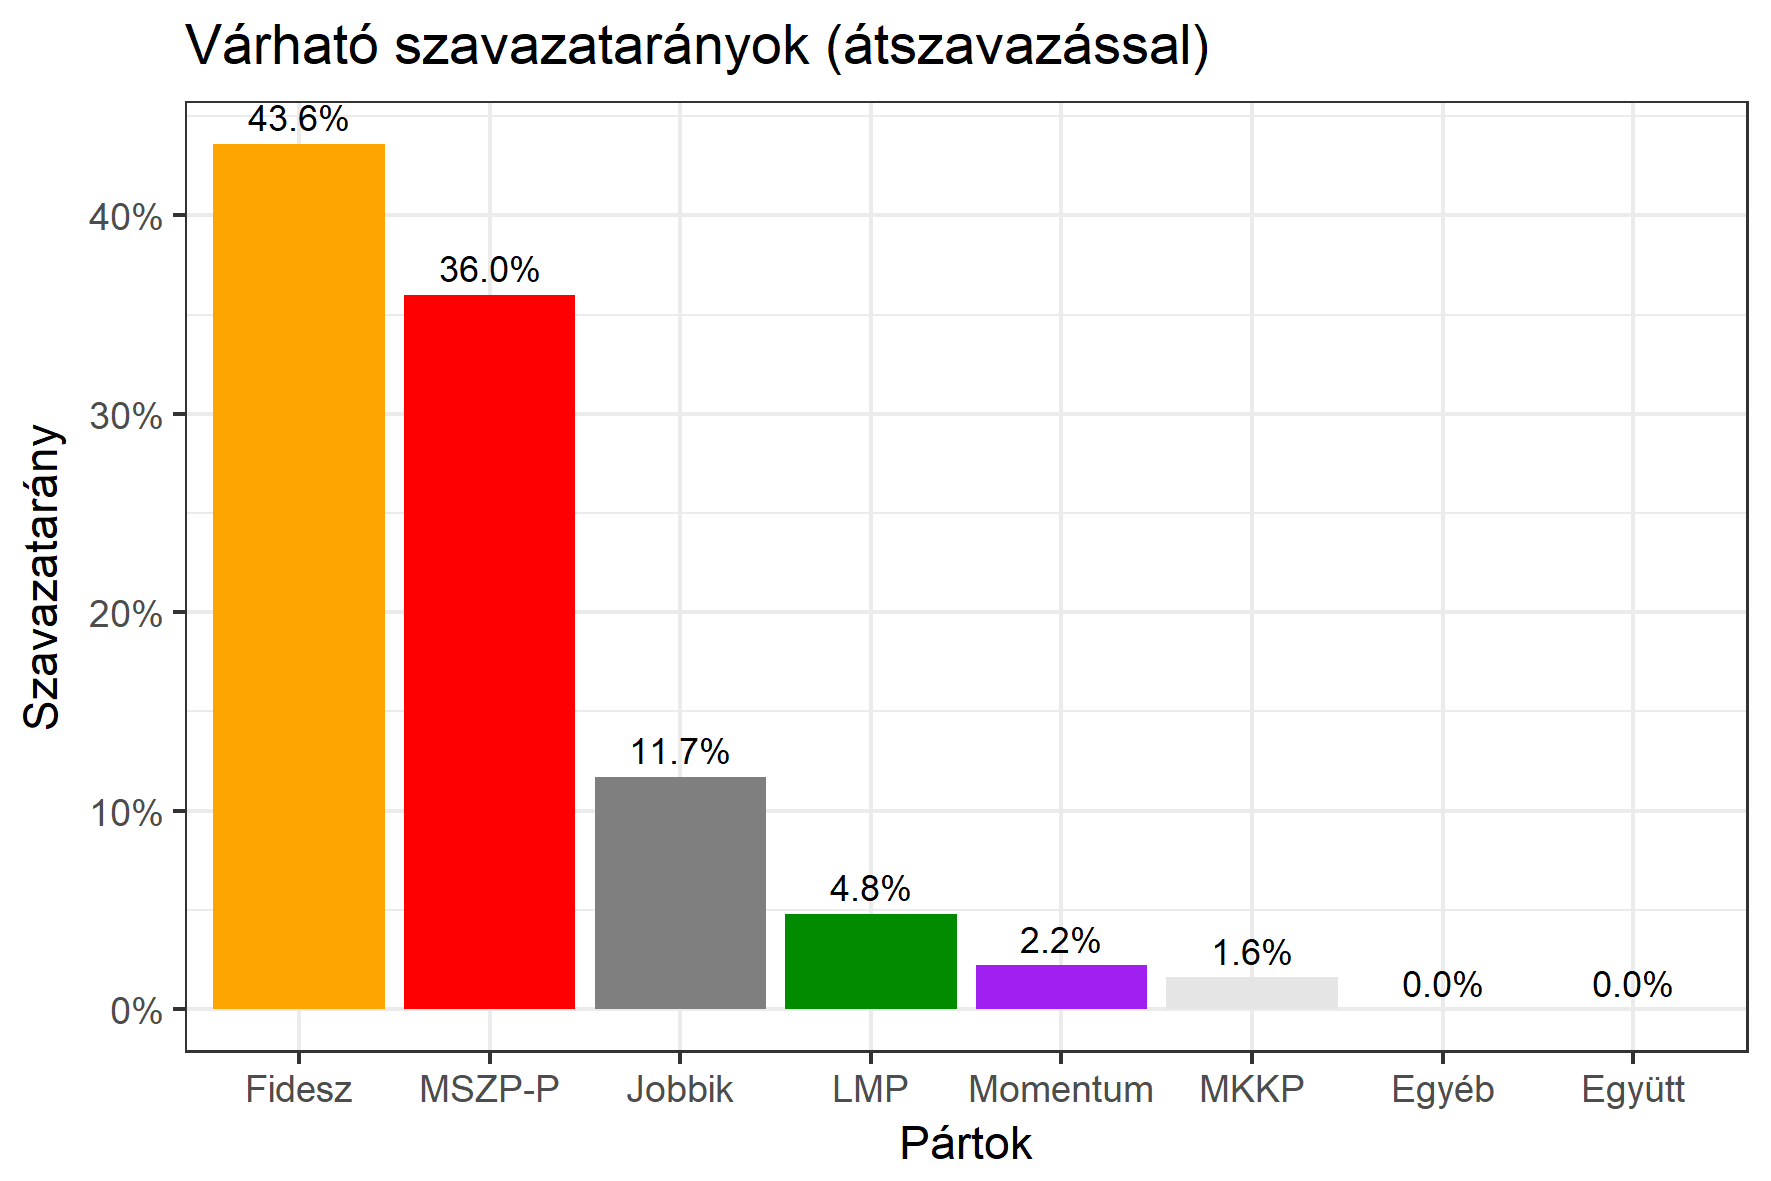 Várható szavazatarányok (átszavazással)
43.6%
36.0%
11.7%
4.8%
2.2%
1.6%
0.0%
0.0%
40%
30%
20%
10%
0%
Szavazatarány
Fidesz
MSZP-P
Jobbik
LMP
Momentum
MKKP
Egyéb
Együtt
Pártok